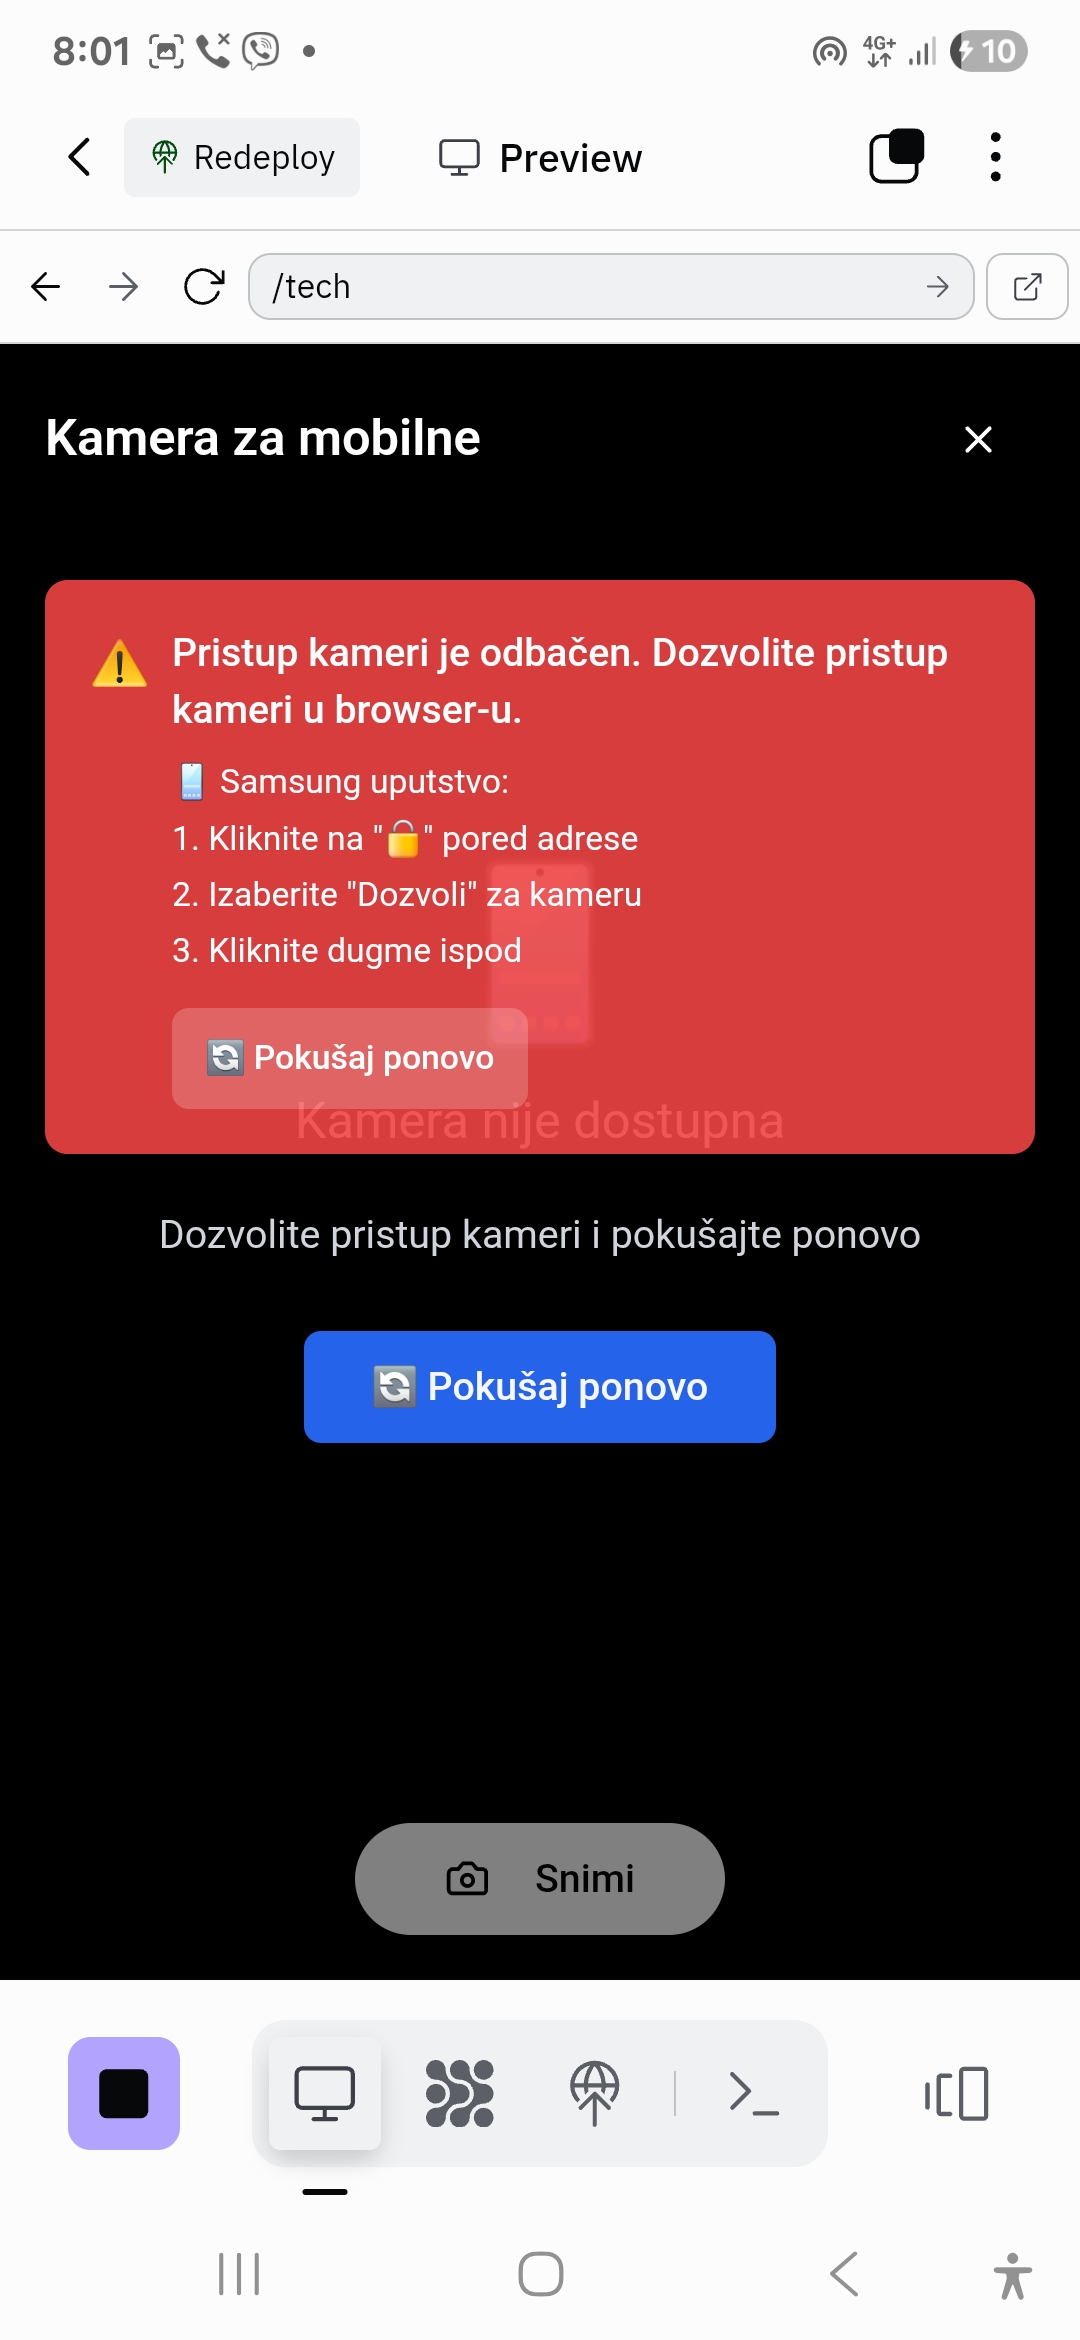 8:01
4G+
10
Redeploy
Preview
/tech
Kamera za mobilne
Pristup kameri je odbačen. Dozvolite pristup
kameri u browser-u.
Samsung uputstvo:
1. Kliknite na "🔒" pored adrese
2. Izaberite "Dozvoli" za kameru
3. Kliknite dugme ispod
Pokušaj ponovo
Kamera nije dostupna
Dozvolite pristup kameri i pokušajte ponovo
Pokušaj ponovo
Snimi